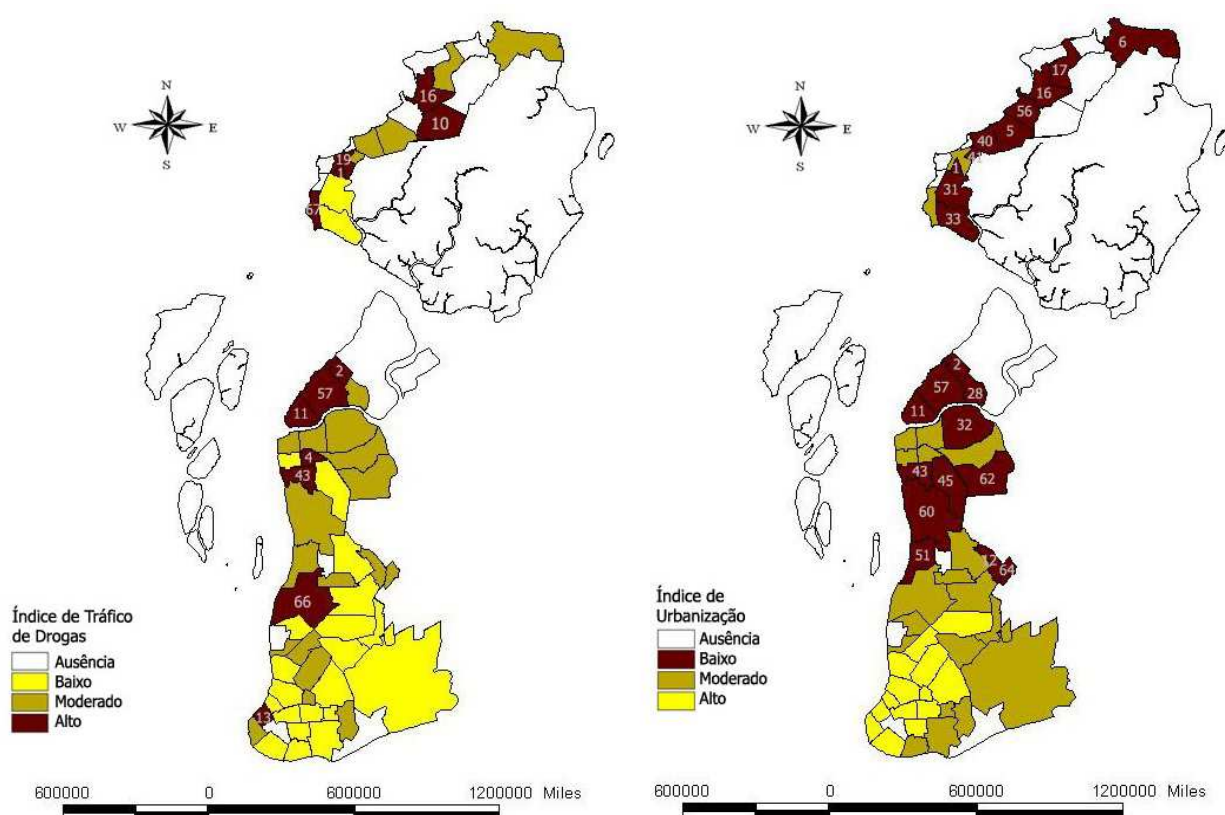 N
W E
S
16
10
19
1
67
2
57
11
4
43
66
13
Índice de Tráfico
de Drogas
Ausência
Baixo
Moderado
Alto
600000 0 600000 1200000 Miles
N
W E
S
6
17
16
56
5
40
41
1
31
33
2
57
28
11
32
43
45
62
60
51
12
64
Índice de
Urbanização
Ausência
Baixo
Moderado
Alto
600000 0 600000 1200000 Miles